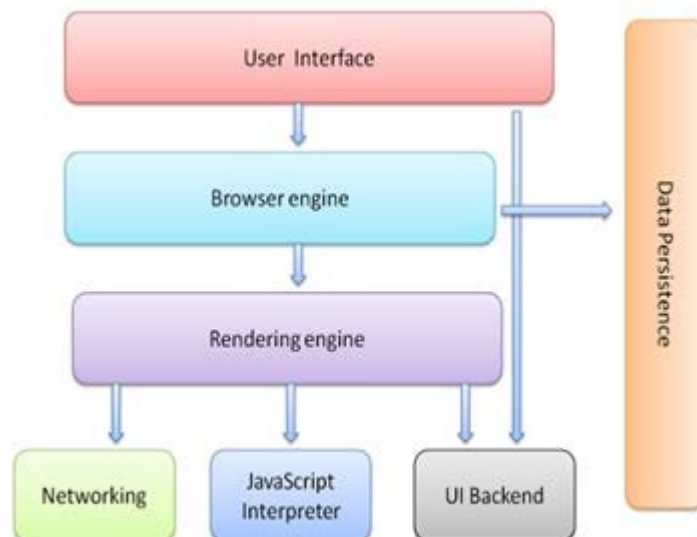 User Interface
Browser engine
Data Persistence
Rendering engine
Networking
JavaScript
Interpreter
UI Backend